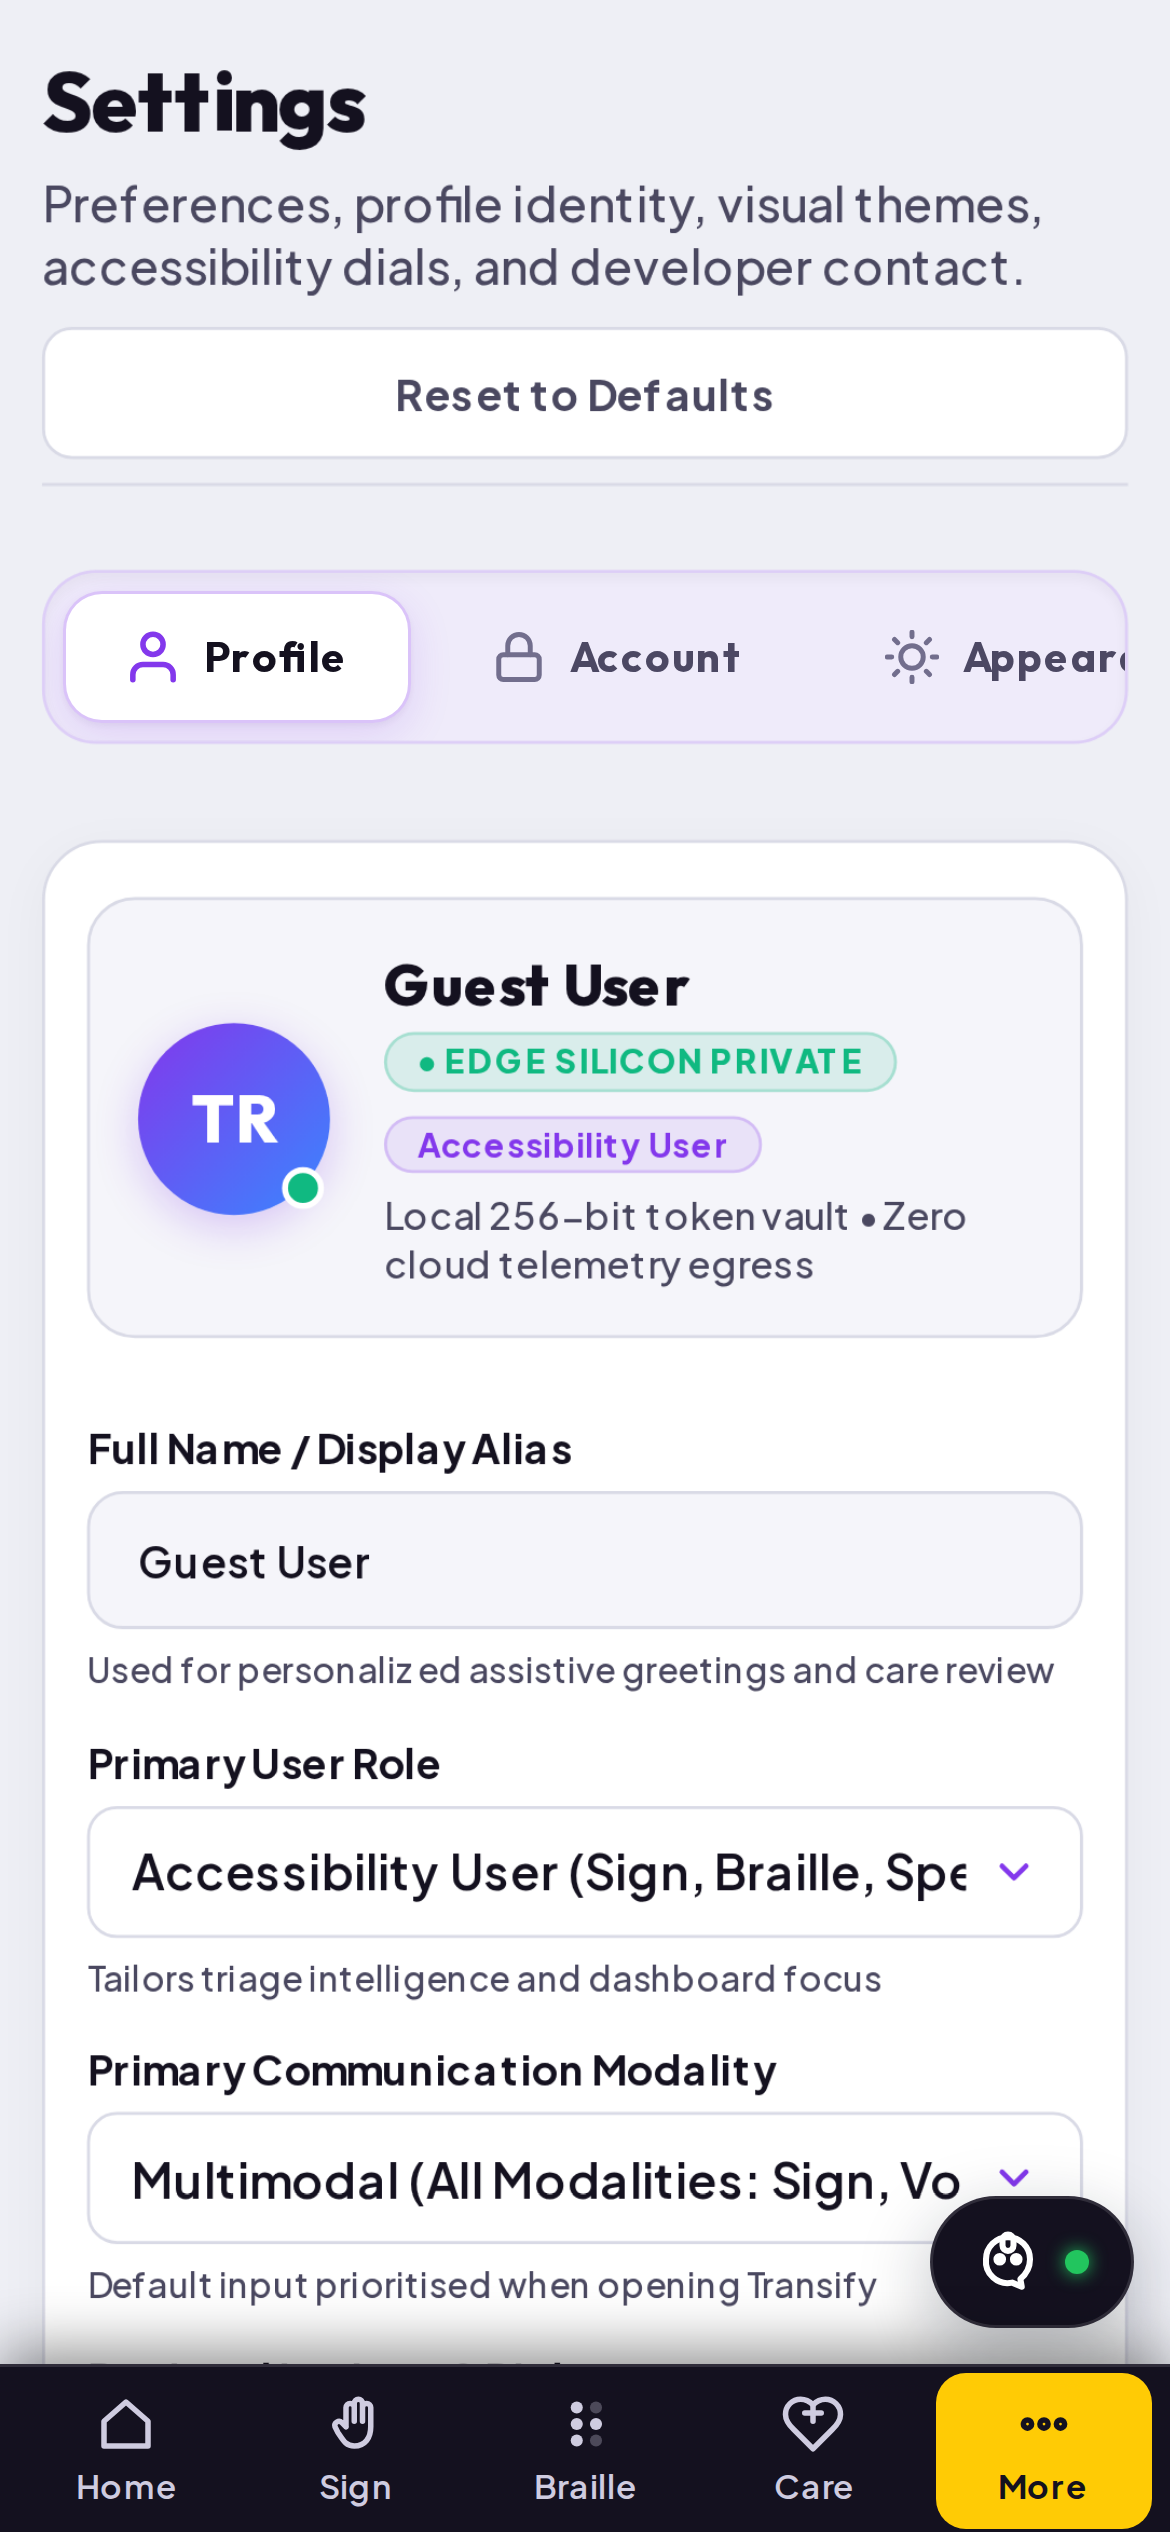 Settings
Preferences, profile identity, visual themes,
accessibility dials, and developer contact.
Reset to Defaults
Profile
Account
Appear
Guest User
TR
• EDGE SILICON PRIVATE
Accessibility User
Local 256-bit token vault • Zero
cloud telemetry egress
Full Name / Display Alias
Guest User
Used for personalized assistive greetings and care review
Primary User Role
Accessibility User (Sign, Braille, Spe
Tailors triage intelligence and dashboard focus
Primary Communication Modality
Multimodal (All Modalities: Sign, Vo
Default input prioritised when opening Transify
Home
Sign
Braille
Care
More